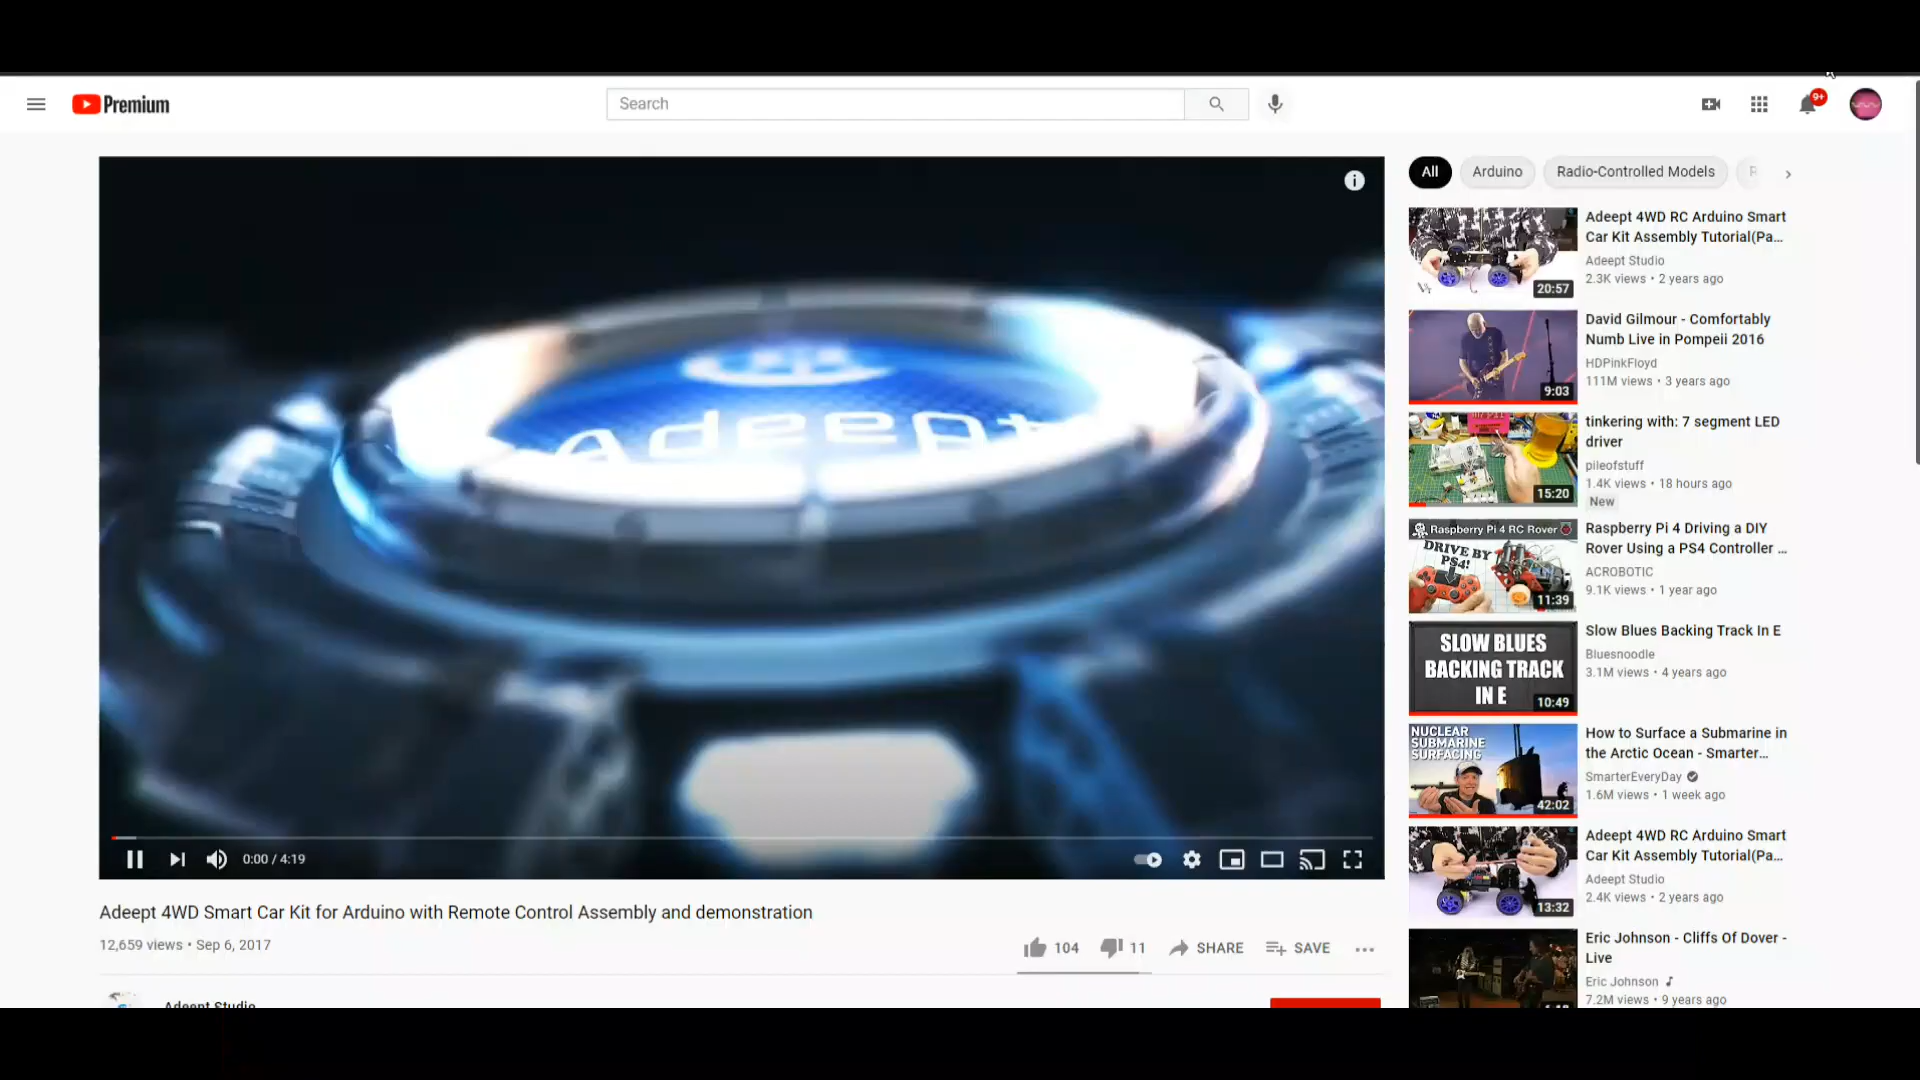 Premium
Search
9+
Adeept
0:00 / 4:19
Adeept 4WD Smart Car Kit for Arduino with Remote Control Assembly and demonstration
12,659 views • Sep 6, 2017
104
11
SHARE
SAVE
Adeept Studio
All
Arduino
Radio-Controlled Models
20:57
Adeept 4WD RC Arduino Smart
Car Kit Assembly Tutorial(Pa...
Adeept Studio
2.3K views • 2 years ago
9:03
David Gilmour - Comfortably
Numb Live in Pompeii 2016
HDPinkFloyd
111M views • 3 years ago
15:20
tinkering with: 7 segment LED
driver
pileofstuff
1.4K views • 18 hours ago
New
Raspberry Pi 4 RC Rover
DRIVE BY
PS4!
11:39
Raspberry Pi 4 Driving a DIY
Rover Using a PS4 Controller ...
ACROBOTIC
9.1K views • 1 year ago
SLOW BLUES
BACKING TRACK
IN E
10:49
Slow Blues Backing Track In E
Bluesnoodle
3.1M views • 4 years ago
NUCLEAR
SUBMARINE
SURFACING
42:02
How to Surface a Submarine in
the Arctic Ocean - Smarter...
SmarterEveryDay
1.6M views • 1 week ago
13:32
Adeept 4WD RC Arduino Smart
Car Kit Assembly Tutorial(Pa...
Adeept Studio
2.4K views • 2 years ago
Eric Johnson - Cliffs Of Dover -
Live
Eric Johnson
7.2M views • 9 years ago